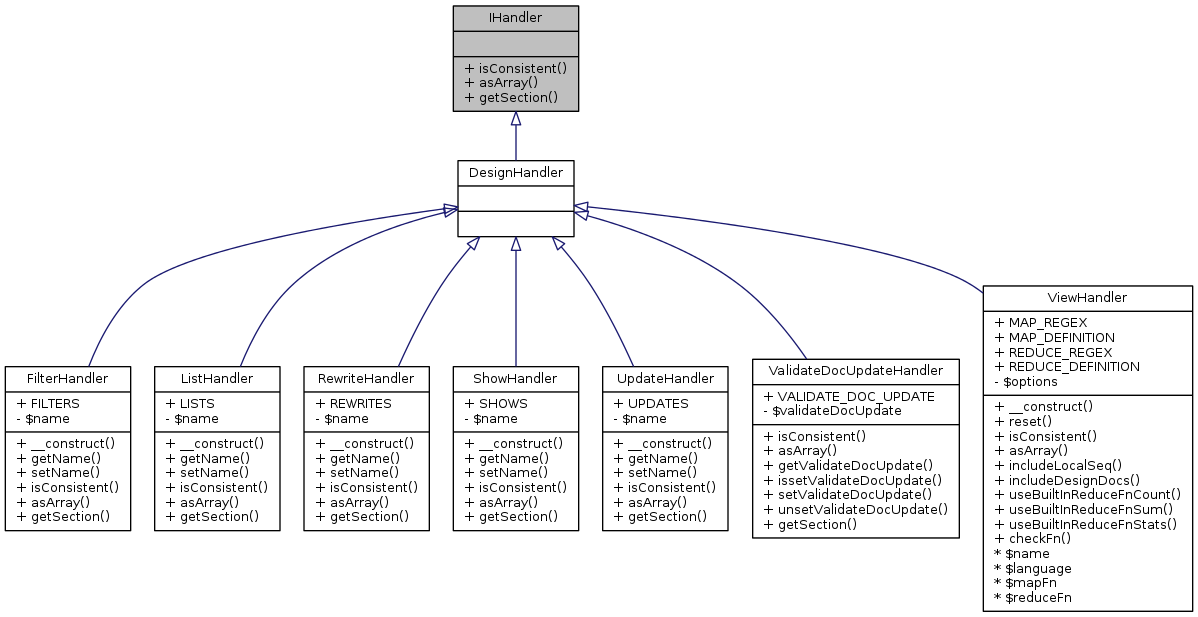 IHandler
+ isConsistent()
+ asArray()
+ getSection()
DesignHandler
FilterHandler
+ FILTERS
- $name
+ __construct()
+ getName()
+ setName()
+ isConsistent()
+ asArray()
+ getSection()
ListHandler
+ LISTS
- $name
+ __construct()
+ getName()
+ setName()
+ isConsistent()
+ asArray()
+ getSection()
RewriteHandler
+ REWRITES
- $name
+ __construct()
+ getName()
+ setName()
+ isConsistent()
+ asArray()
+ getSection()
ShowHandler
+ SHOWS
- $name
+ __construct()
+ getName()
+ setName()
+ isConsistent()
+ asArray()
+ getSection()
UpdateHandler
+ UPDATES
- $name
+ __construct()
+ getName()
+ setName()
+ isConsistent()
+ asArray()
+ getSection()
ValidateDocUpdateHandler
+ VALIDATE_DOC_UPDATE
- $validateDocUpdate
+ isConsistent()
+ asArray()
+ getValidateDocUpdate()
+ issetValidateDocUpdate()
+ setValidateDocUpdate()
+ unsetValidateDocUpdate()
+ getSection()
ViewHandler
+ MAP_REGEX
+ MAP_DEFINITION
+ REDUCE_REGEX
+ REDUCE_DEFINITION
- $options
+ __construct()
+ reset()
+ isConsistent()
+ asArray()
+ includeLocalSeq()
+ includeDesignDocs()
+ useBuiltInReduceFnCount()
+ useBuiltInReduceFnSum()
+ useBuiltInReduceFnStats()
+ checkFn()
* $name
* $language
* $mapFn
* $reduceFn